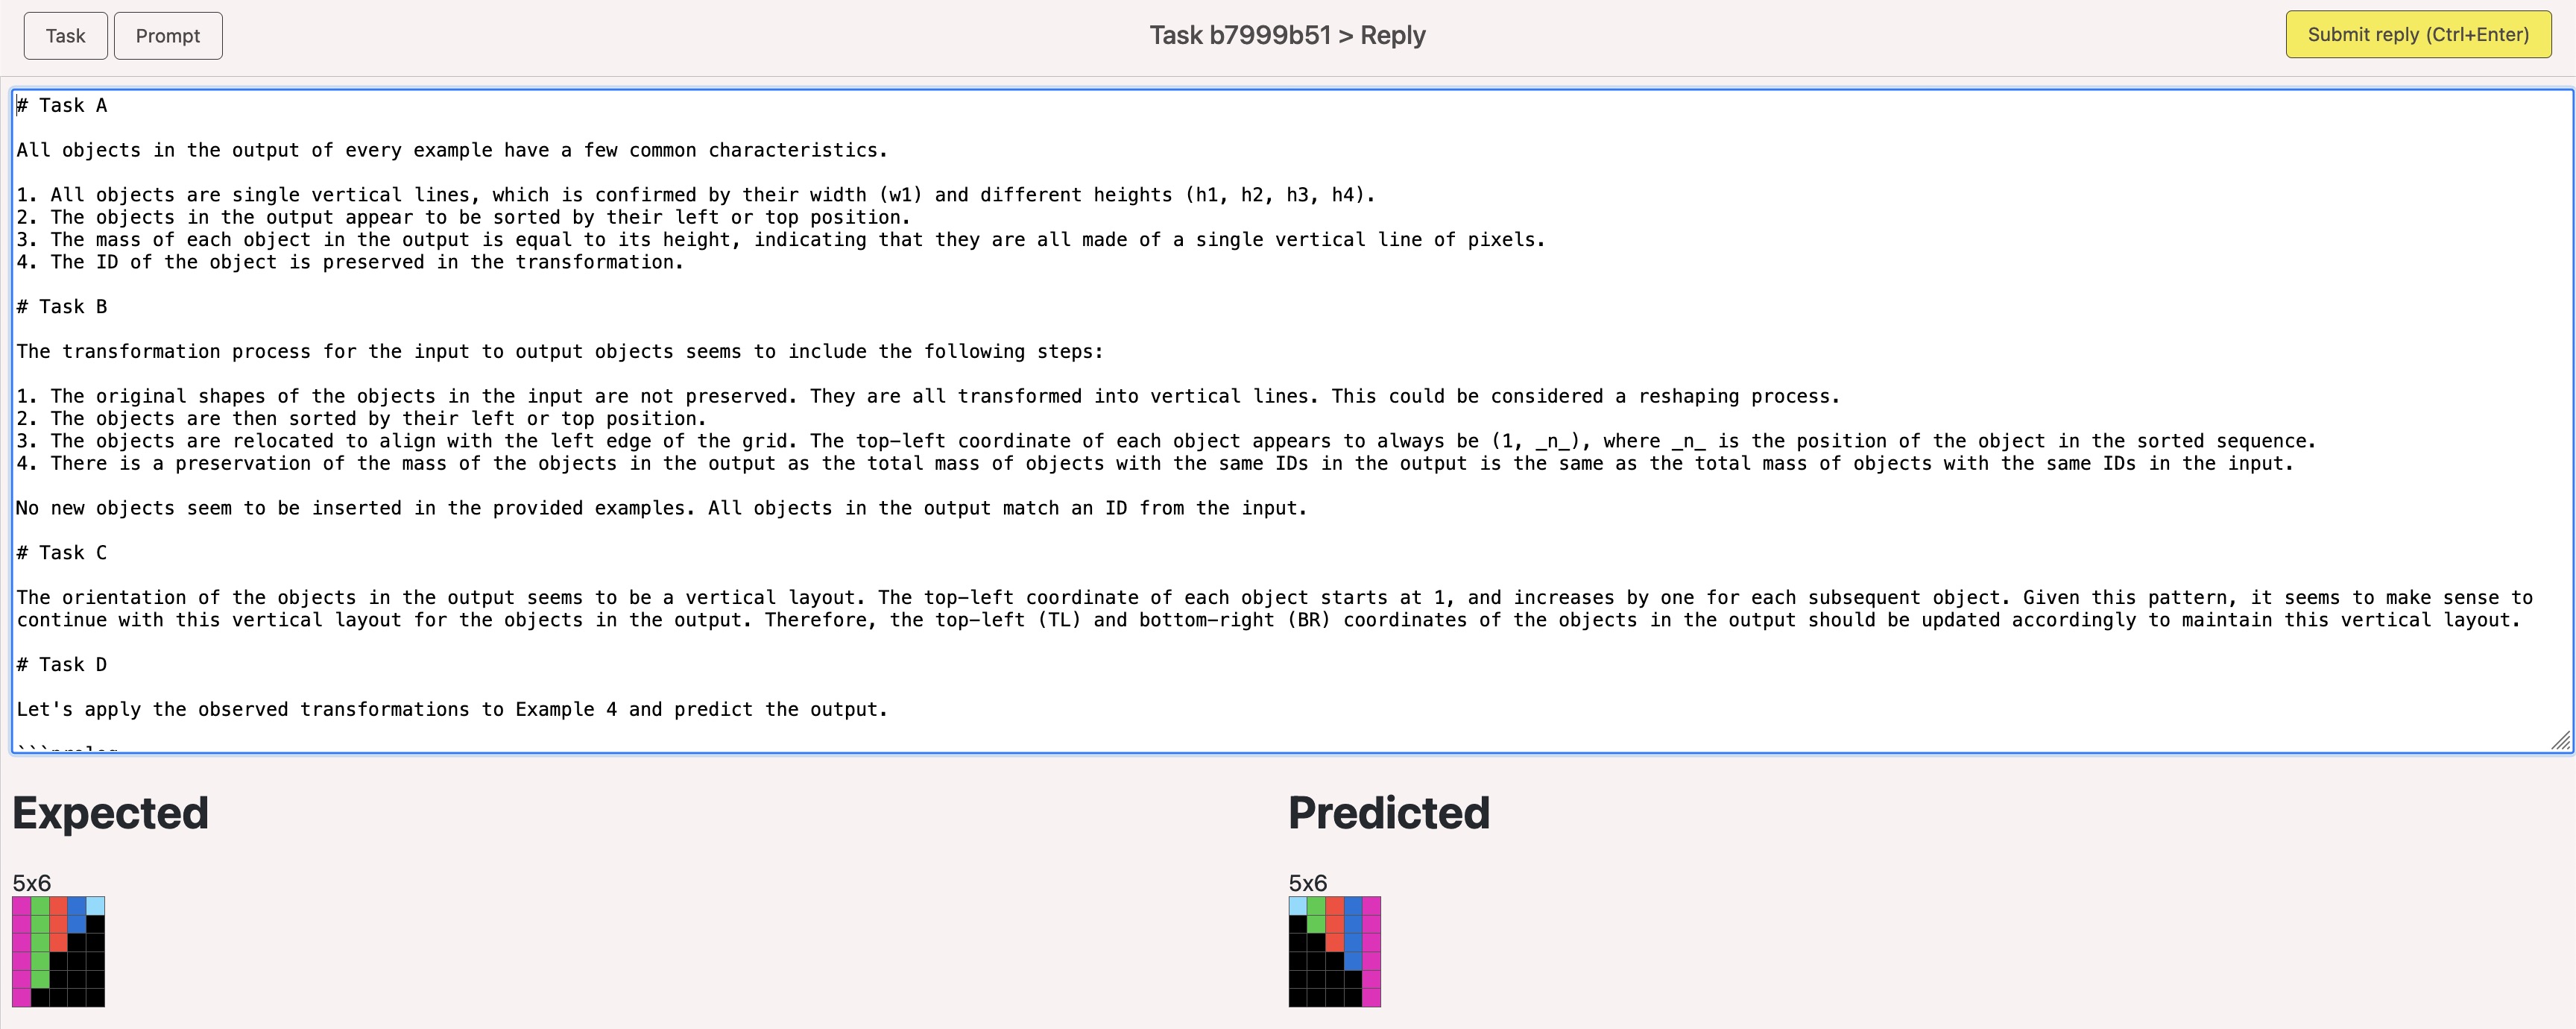 Task
Prompt
Task b7999b51 > Reply
Submit reply (Ctrl+Enter)
# Task A
All objects in the output of every example have a few common characteristics.
1. All objects are single vertical lines, which is confirmed by their width (w1) and different heights (h1, h2, h3, h4).
2. The objects in the output appear to be sorted by their left or top position.
3. The mass of each object in the output is equal to its height, indicating that they are all made of a single vertical line of pixels.
4. The ID of the object is preserved in the transformation.
# Task B
The transformation process for the input to output objects seems to include the following steps:
1. The original shapes of the objects in the input are not preserved. They are all transformed into vertical lines. This could be considered a reshaping process.
2. The objects are then sorted by their left or top position.
3. The objects are relocated to align with the left edge of the grid. The top-left coordinate of each object appears to always be (1, _n_), where _n_ is the position of the object in the sorted sequence.
4. There is a preservation of the mass of the objects in the output as the total mass of objects with the same IDs in the output is the same as the total mass of objects with the same IDs in the input.
No new objects seem to be inserted in the provided examples. All objects in the output match an ID from the input.
# Task C
The orientation of the objects in the output seems to be a vertical layout. The top-left coordinate of each object starts at 1, and increases by one for each subsequent object. Given this pattern, it seems to make sense to
continue with this vertical layout for the objects in the output. Therefore, the top-left (TL) and bottom-right (BR) coordinates of the objects in the output should be updated accordingly to maintain this vertical layout.
# Task D
Let's apply the observed transformations to Example 4 and predict the output.
Expected
Predicted
5x6
5x6